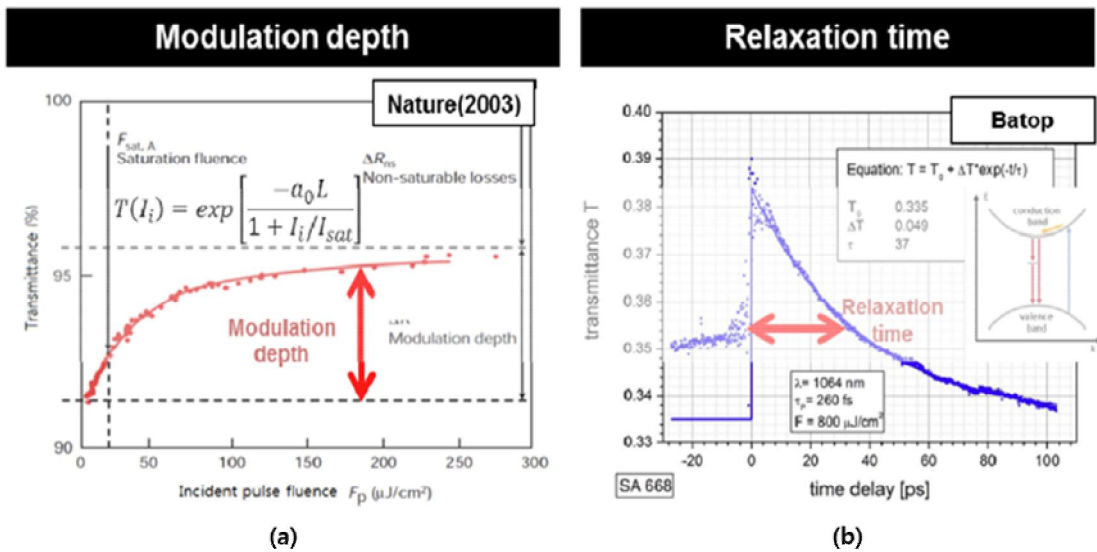 Modulation depth
Nature(2003)
100
95
90
Transmittance (%)
F_sat, A
Saturation fluence
ΔR_ns
Non-saturable losses
T(I_i) = exp [ -a_0L / 1 + I_i/I_sat ]
Modulation
depth
Modulation depth
0 50 100 150 200 250 300
Incident pulse fluence F_p (μJ/cm²)
(a)
Relaxation time
Batop
0.40
0.39
0.38
0.37
0.36
0.35
0.34
0.33
transmittance T
Equation: T = T_0 + ΔT*exp(-t/τ)
T_0 0.335
ΔT 0.049
τ 37
E
conduction
band
valence
band
k
Relaxation
time
λ= 1064 nm
τ_P= 260 fs
F = 800 μJ/cm²
-20 0 20 40 60 80 100
SA 668
time delay [ps]
(b)